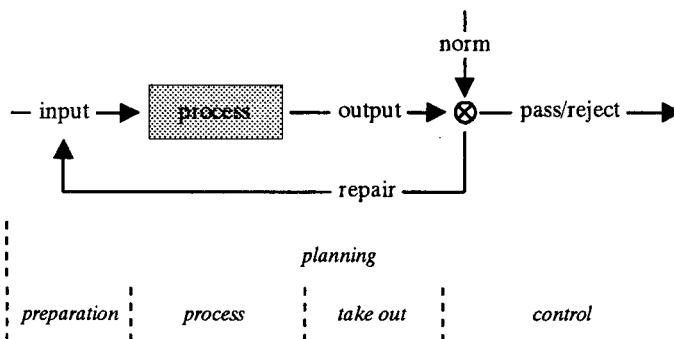 norm
input process output pass/reject
repair
planning
preparation process take out control